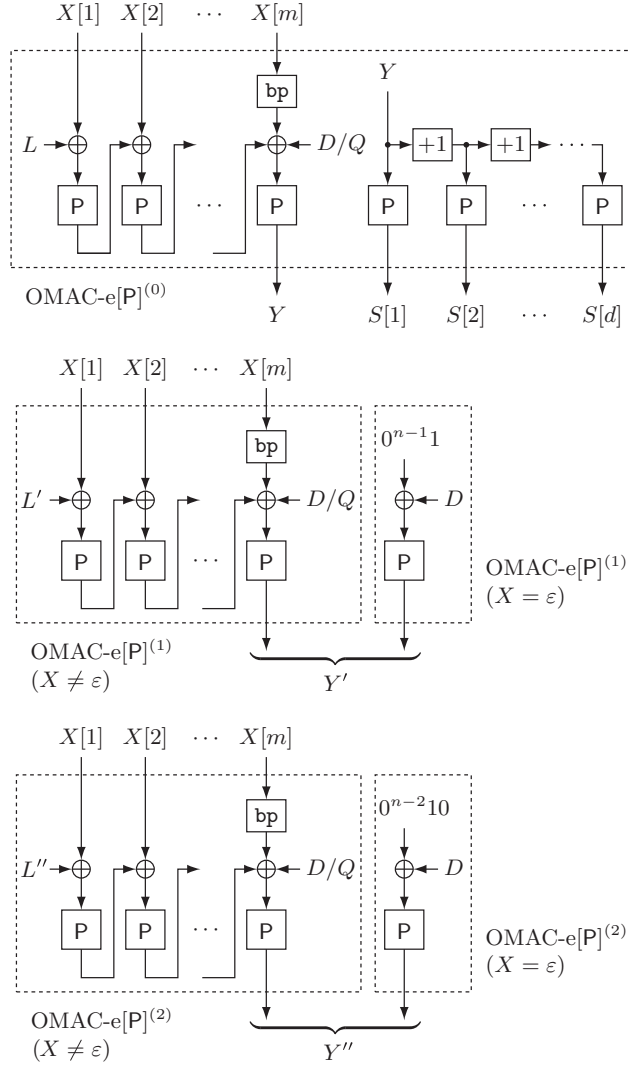 X[1] X[2] ··· X[m]
Y
bp
L D/Q +1 +1 ···
P P ··· P P P ··· P
OMAC-e[P]^{(0)}
Y S[1] S[2] ··· S[d]
X[1] X[2] ··· X[m]
bp 0^{n−1}1
L′ D/Q D
P P ··· P P
OMAC-e[P]^{(1)}
(X = ε)
OMAC-e[P]^{(1)}
(X ≠ ε)
Y′
X[1] X[2] ··· X[m]
bp 0^{n−2}10
L′′ D/Q D
P P ··· P P
OMAC-e[P]^{(2)}
(X = ε)
OMAC-e[P]^{(2)}
(X ≠ ε)
Y′′